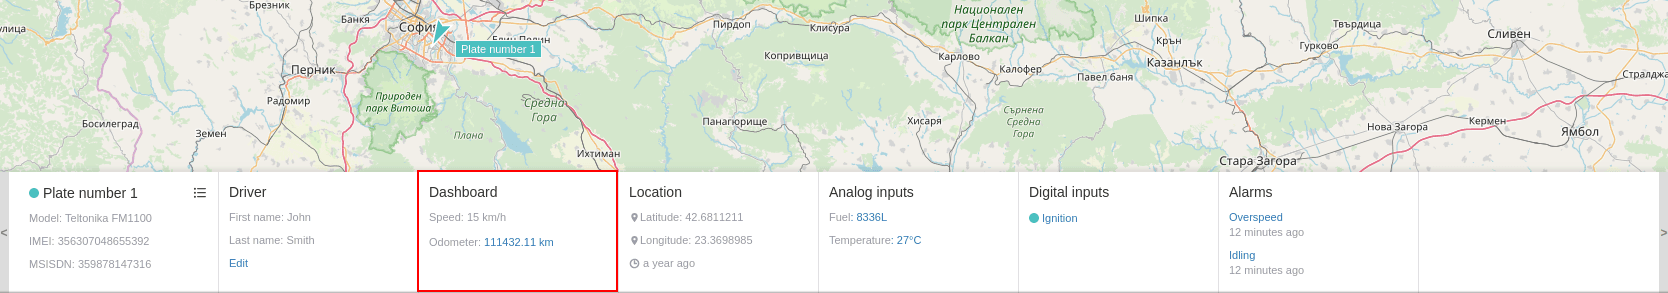 Национален
парк Централен
Балкан
Брезник
Банкя
София
Елин Пелин
Plate number 1
Пирдоп
Клисура
Копривщица
Карлово
Калофер
Павел баня
Шипка
Крън
Казанлък
Твърдица
Гурково
Сливен
Перник
Радомир
Природен
парк Витоша
Средна
Гора
Сърнена
Средна
Гора
Босилеград
Земен
Плана
Панагюрище
Хисаря
Нова Загора
Кермен
Ямбол
Ихтиман
Стара Загора
Plate number 1
Model: Teltonika FM1100
IMEI: 356307048655392
MSISDN: 359878147316
Driver
First name: John
Last name: Smith
Edit
Dashboard
Speed: 15 km/h
Odometer: 111432.11 km
Location
Latitude: 42.6811211
Longitude: 23.3698985
a year ago
Analog inputs
Fuel: 8336L
Temperature: 27°C
Digital inputs
Ignition
Alarms
Overspeed
12 minutes ago
Idling
12 minutes ago
<
>